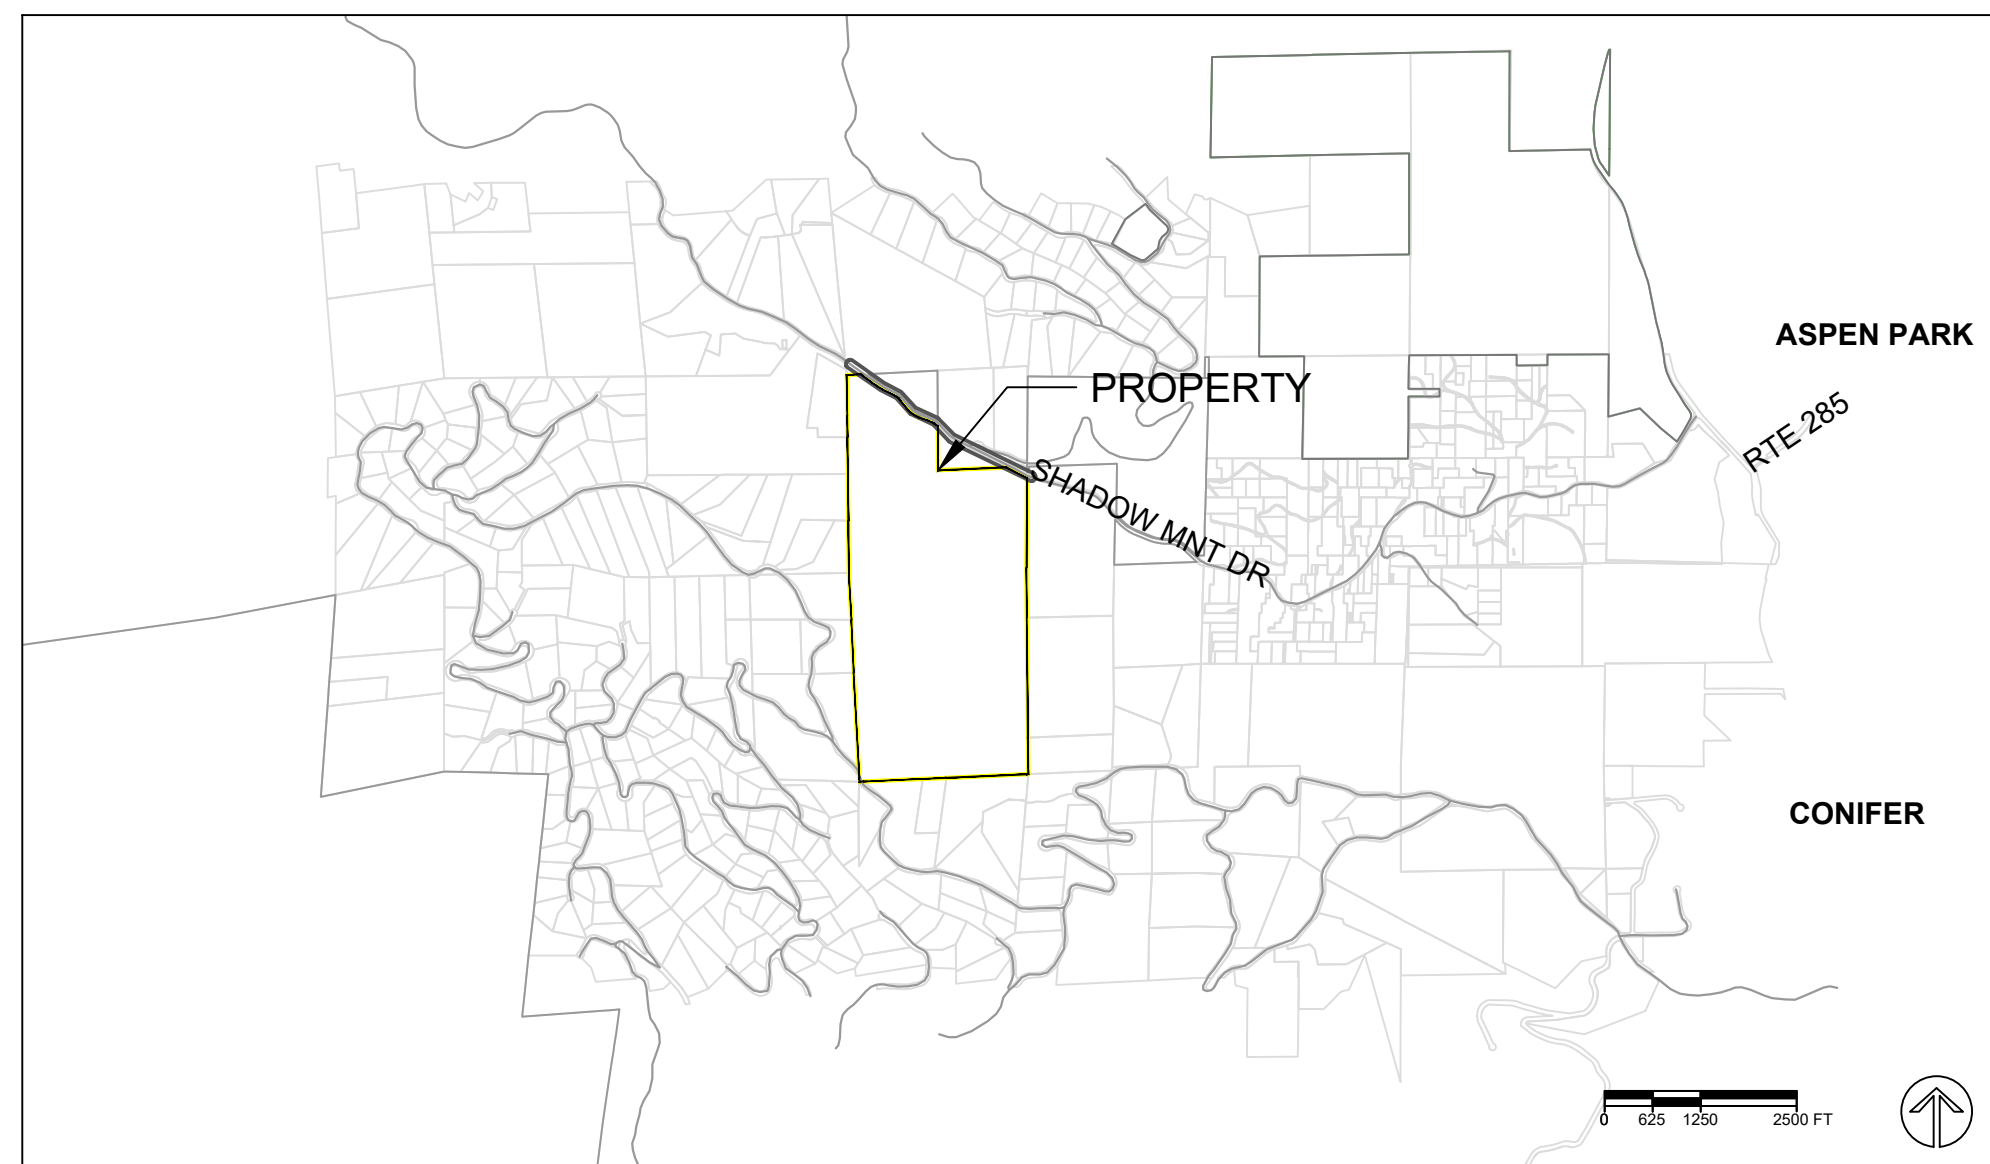 ASPEN PARK
PROPERTY
RTE 285
SHADOW MNT DR
CONIFER
0 625 1250 2500 FT